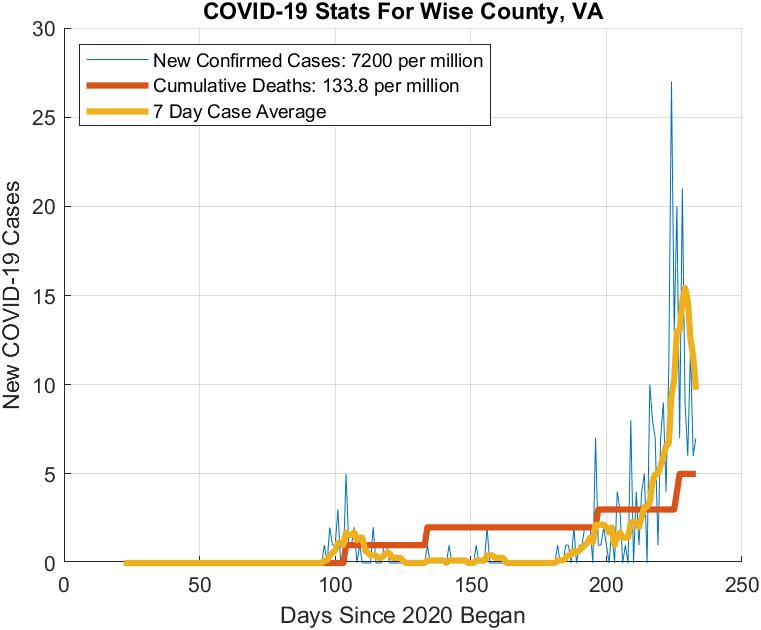 COVID-19 Stats For Wise County, VA
New Confirmed Cases: 7200 per million
Cumulative Deaths: 133.8 per million
7 Day Case Average
New COVID-19 Cases
30
25
20
15
10
5
0
0 50 100 150 200 250
Days Since 2020 Began